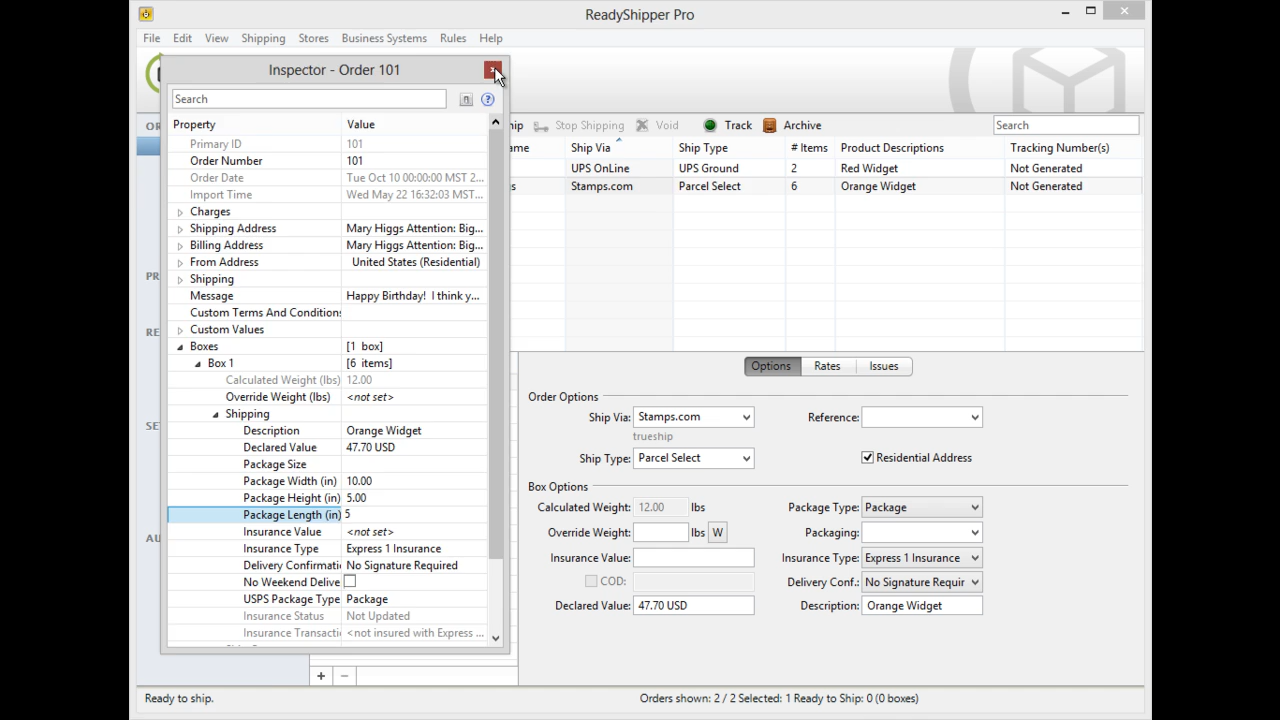 ReadyShipper Pro
File Edit View Shipping Stores Business Systems Rules Help
Inspector - Order 101
Search
Property Value
Primary ID 101
Order Number 101
Order Date Tue Oct 10 00:00:00 MST 2...
Import Time Wed May 22 16:32:03 MST...
Charges
Shipping Address Mary Higgs Attention: Big...
Billing Address Mary Higgs Attention: Big...
From Address United States (Residential)
Shipping
Message Happy Birthday! I think y...
Custom Terms And Conditions
Custom Values
Boxes [1 box]
Box 1 [6 items]
Calculated Weight (lbs) 12.00
Override Weight (lbs) <not set>
Shipping
Description Orange Widget
Declared Value 47.70 USD
Package Size
Package Width (in) 10.00
Package Height (in) 5.00
Package Length (in) 5
Insurance Value <not set>
Insurance Type Express 1 Insurance
Delivery Confirmati No Signature Required
No Weekend Delive
USPS Package Type Package
Insurance Status Not Updated
Insurance Transacti <not insured with Express ...
OR
PR
RE
SE
AU
hip Stop Shipping Void Track Archive Search
ame Ship Via Ship Type # Items Product Descriptions Tracking Number(s)
UPS OnLine UPS Ground 2 Red Widget Not Generated
s Stamps.com Parcel Select 6 Orange Widget Not Generated
Options Rates Issues
Order Options
Ship Via: Stamps.com Reference:
trueship
Ship Type: Parcel Select Residential Address
Box Options
Calculated Weight: 12.00 lbs Package Type: Package
Override Weight: lbs W Packaging:
Insurance Value: Insurance Type: Express 1 Insurance
COD: Delivery Conf.: No Signature Requir
Declared Value: 47.70 USD Description: Orange Widget
+ −
Ready to ship. Orders shown: 2 / 2 Selected: 1 Ready to Ship: 0 (0 boxes)